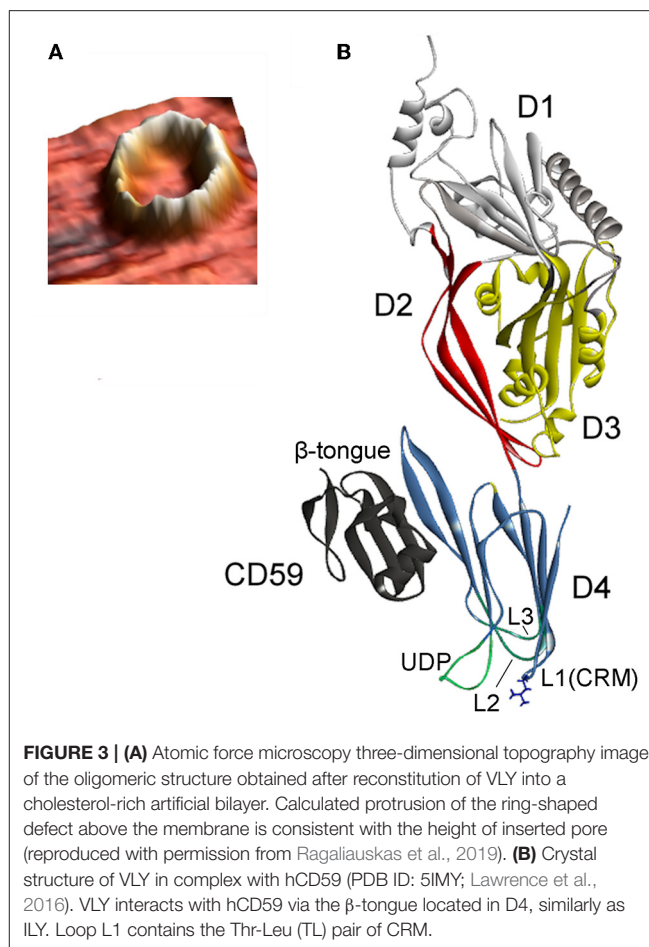 A
B
D1
D2
D3
β-tongue
CD59
D4
L3
UDP
L1(CRM)
L2
FIGURE 3 | (A) Atomic force microscopy three-dimensional topography image
of the oligomeric structure obtained after reconstitution of VLY into a
cholesterol-rich artificial bilayer. Calculated protrusion of the ring-shaped
defect above the membrane is consistent with the height of inserted pore
(reproduced with permission from Ragaliauskas et al., 2019). (B) Crystal
structure of VLY in complex with hCD59 (PDB ID: 5IMY; Lawrence et al.,
2016). VLY interacts with hCD59 via the β-tongue located in D4, similarly as
ILY. Loop L1 contains the Thr-Leu (TL) pair of CRM.